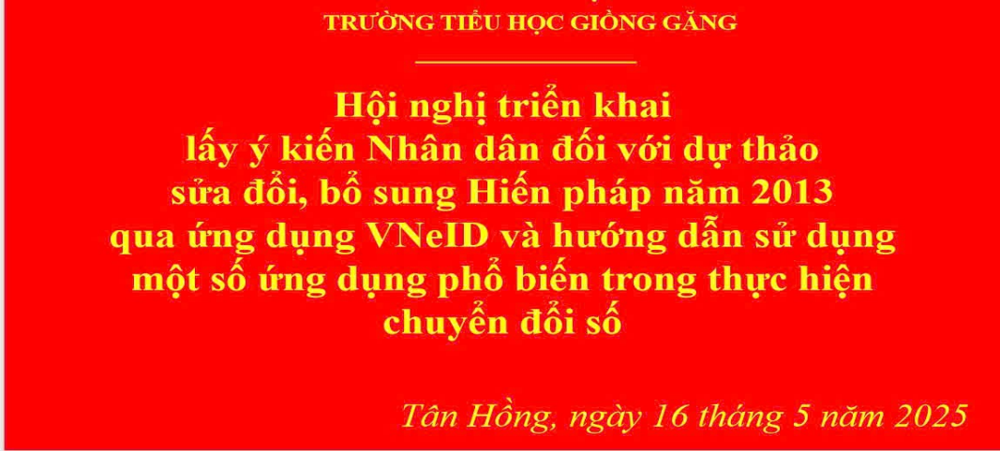 TRƯỜNG TIỂU HỌC GIỒNG GĂNG
Hội nghị triển khai
lấy ý kiến Nhân dân đối với dự thảo
sửa đổi, bổ sung Hiến pháp năm 2013
qua ứng dụng VNeID và hướng dẫn sử dụng
một số ứng dụng phổ biến trong thực hiện
chuyển đổi số
Tân Hồng, ngày 16 tháng 5 năm 2025